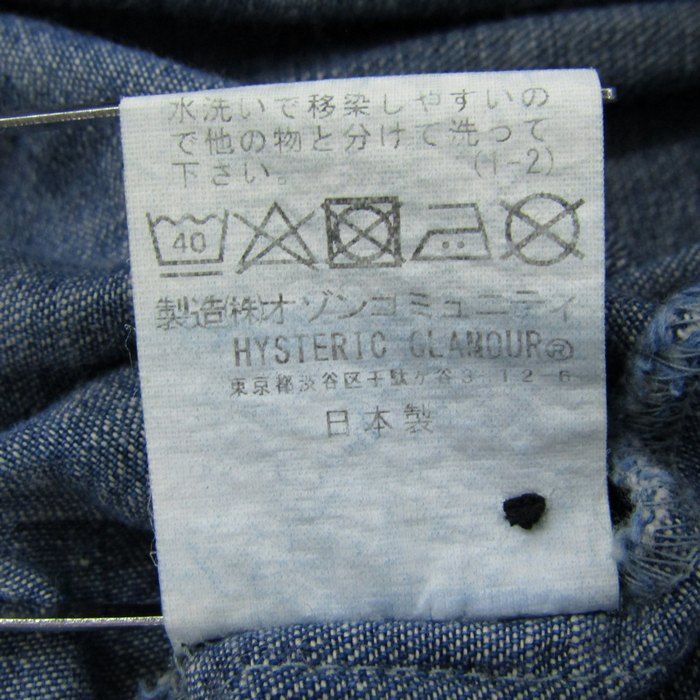 水洗いで移染しやすいの
で他の物と分けて洗って
下さい。 (1-2)
40
製造(株)オゾンコミュニティ
HYSTERIC GLAMOUR®
東京都渋谷区千駄ヶ谷3-12-6
日本製